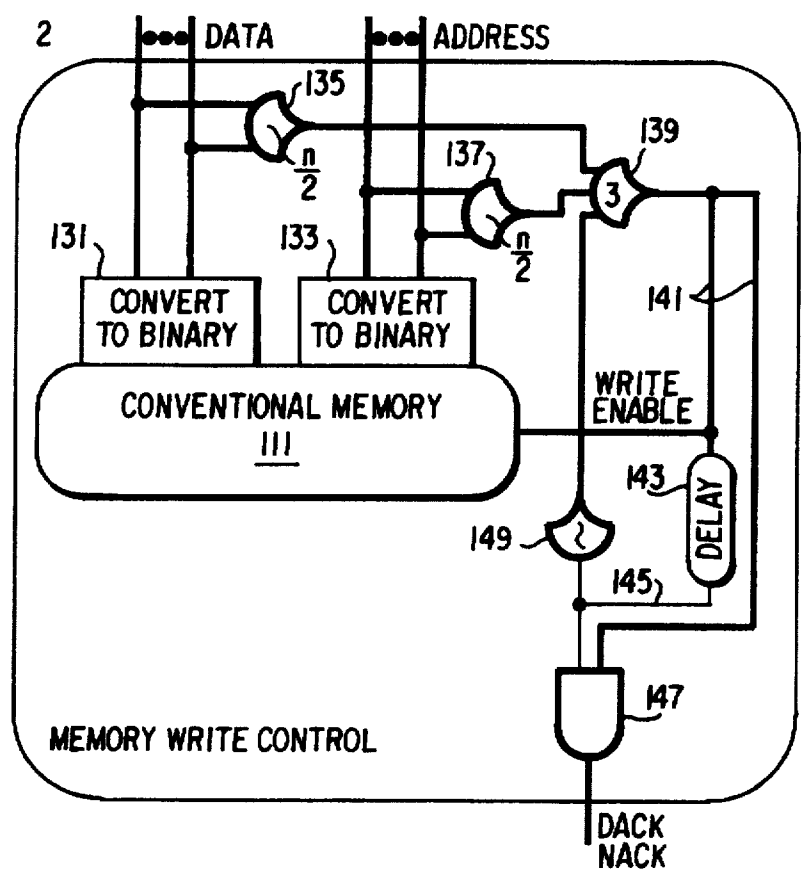 2
DATA
ADDRESS
135
n
2
137
n
2
139
3
131
133
141
CONVERT
TO BINARY
CONVERT
TO BINARY
CONVENTIONAL MEMORY
111
WRITE
ENABLE
143
DELAY
149
~
145
147
MEMORY WRITE CONTROL
DACK
NACK